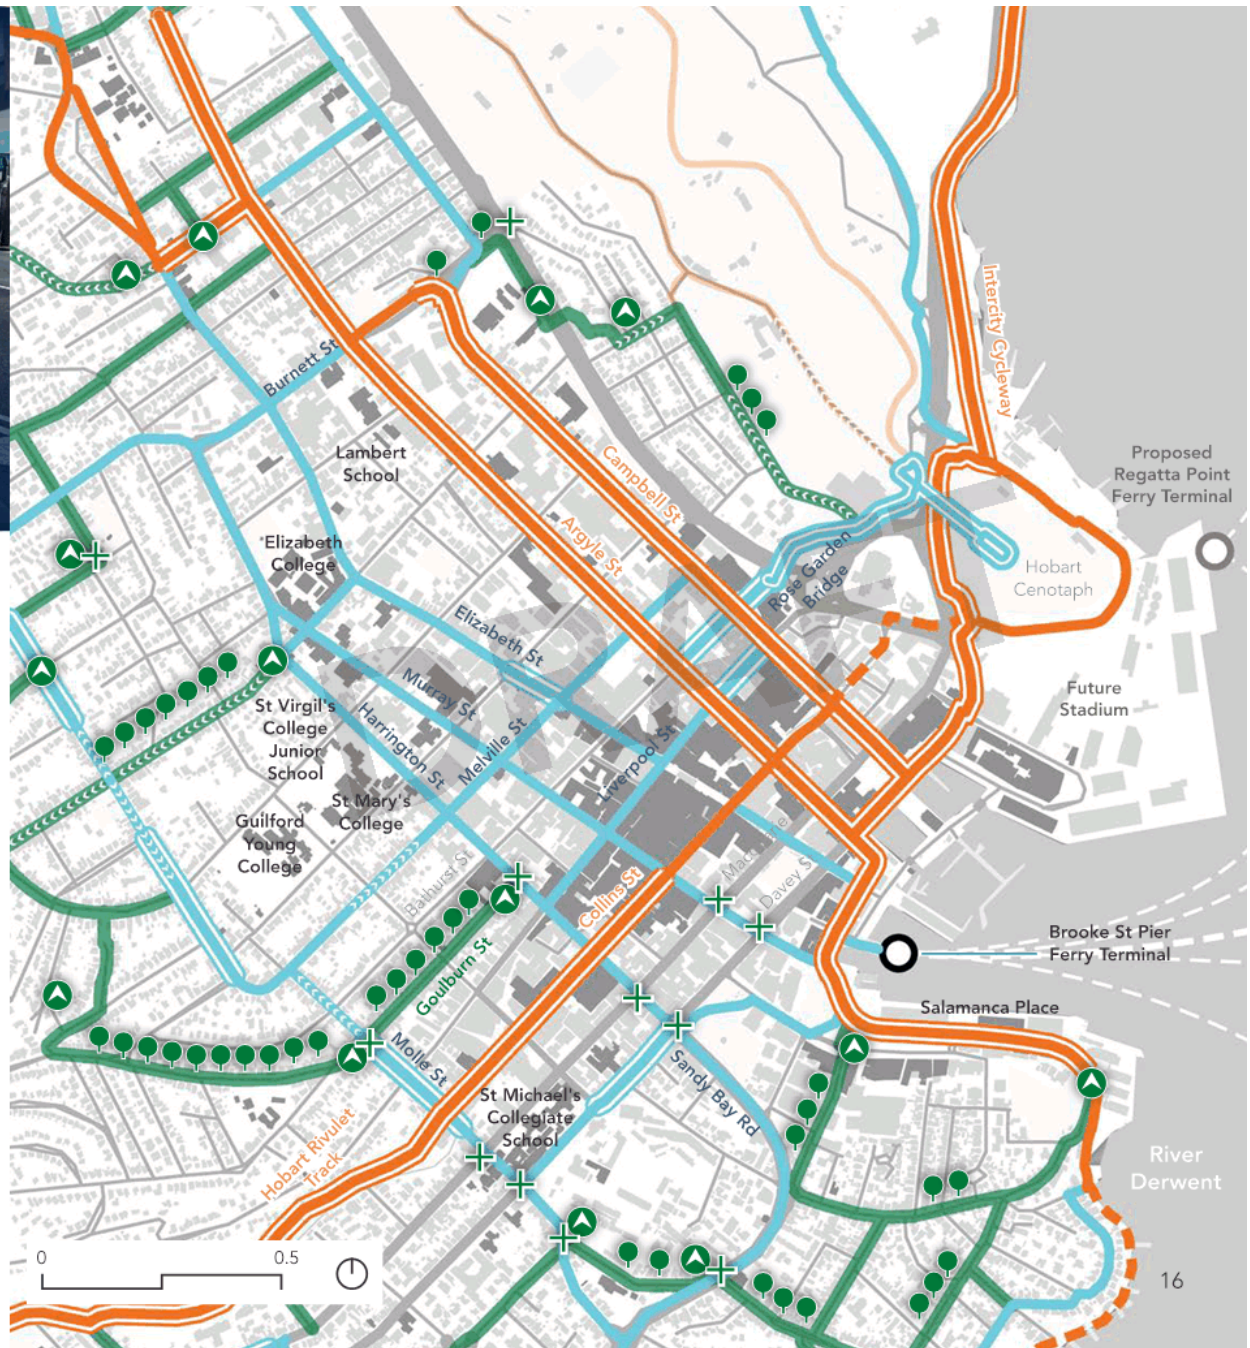 Intercity Cycleway
Burnett St
Lambert
School
Campbell St
Argyle St
Proposed
Regatta Point
Ferry Terminal
Elizabeth
College
Rose Garden
Bridge
Hobart
Cenotaph
Elizabeth St
Murray St
Harrington St
Melville St
Liverpool St
St Virgil's
College
Junior
School
Future
Stadium
St Mary's
College
Guilford
Young
College
Bathurst St
Davey S
Collins St
Goulburn St
Brooke St Pier
Ferry Terminal
Salamanca Place
Molle St
Sandy Bay Rd
St Michael's
Collegiate
School
Hobart Rivulet
Track
River
Derwent
0
0.5
16